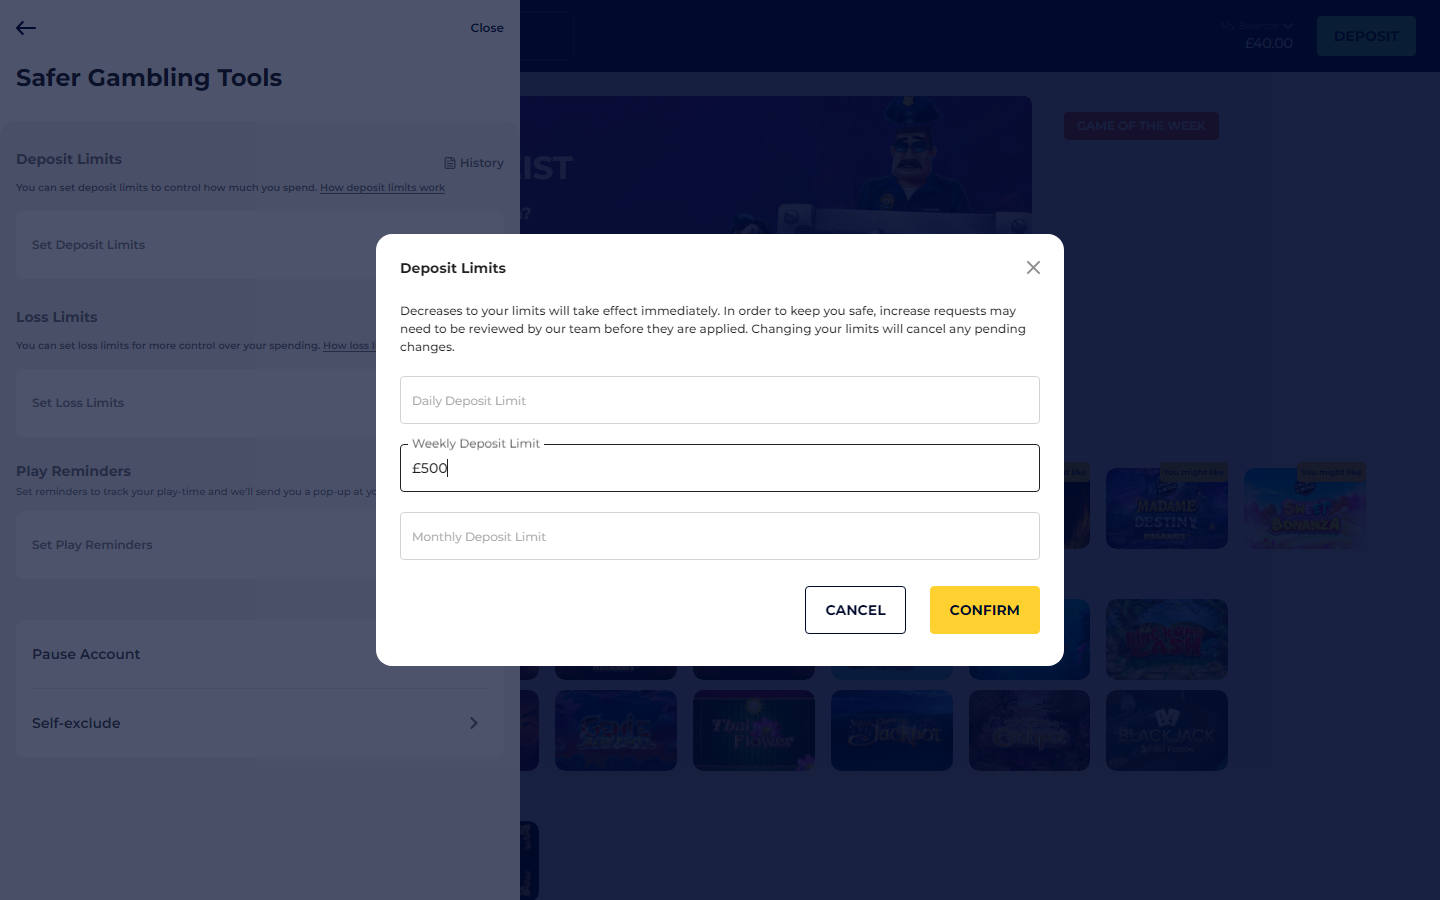 Close
My Balance
£40.00
DEPOSIT
Safer Gambling Tools
GAME OF THE WEEK
Deposit Limits
History
You can set deposit limits to control how much you spend. How deposit limits work
Set Deposit Limits
Loss Limits
You can set loss limits for more control over your spending. How loss
Set Loss Limits
Play Reminders
Set reminders to track your play-time and we'll send you a pop-up at
Set Play Reminders
Pause Account
Self-exclude
Deposit Limits
Decreases to your limits will take effect immediately. In order to keep you safe, increase requests may
need to be reviewed by our team before they are applied. Changing your limits will cancel any pending
changes.
Daily Deposit Limit
Weekly Deposit Limit
£500
Monthly Deposit Limit
CANCEL
CONFIRM
You might like
You might like
MADAME
DESTINY
MEGAWAYS
SWEET
BONANZA
Thai
Flower
Jackpot
BLACKJACK